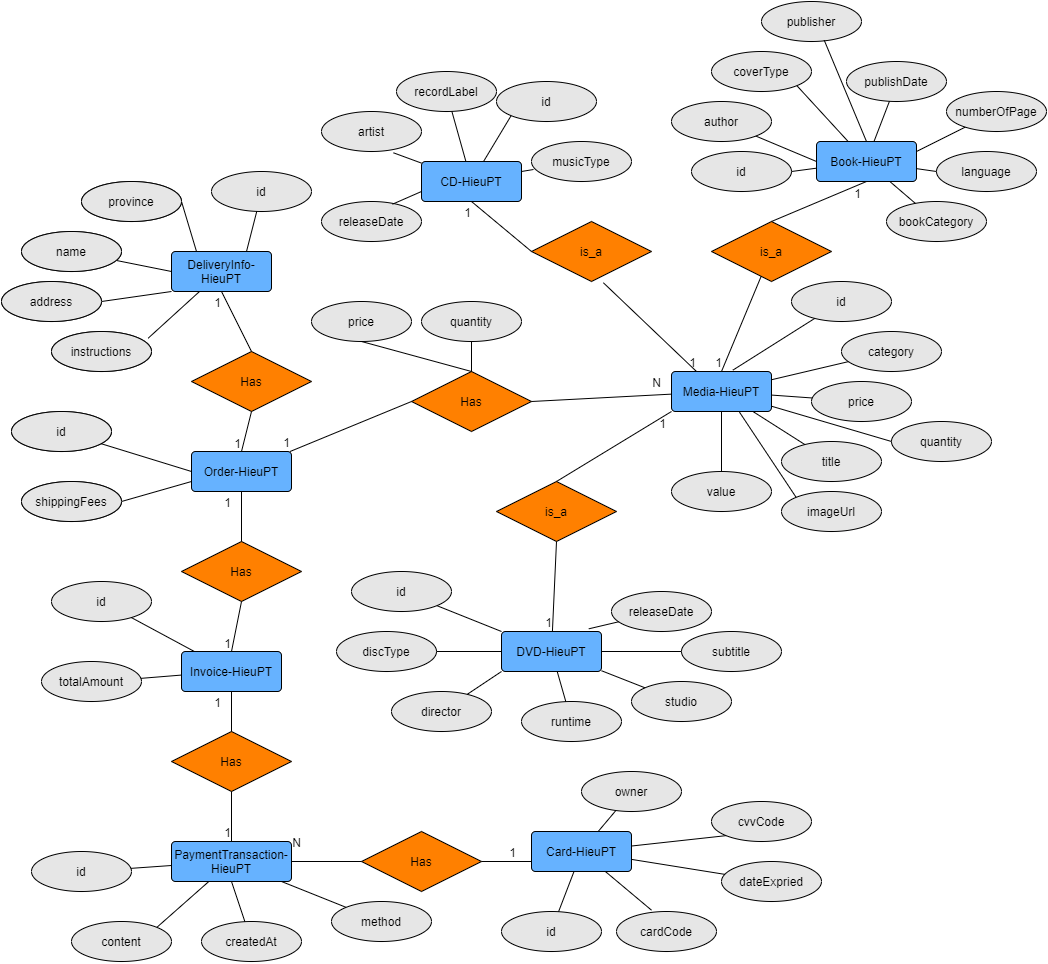 publisher
coverType
publishDate
recordLabel
id
numberOfPage
author
artist
Book-HieuPT
musicType
id
language
CD-HieuPT
id
province
releaseDate
1
1
bookCategory
name
is_a
is_a
DeliveryInfo-
HieuPT
address
1
id
price
quantity
instructions
category
1
1
Has
N
Media-HieuPT
price
Has
1
id
1
1
quantity
title
Order-HieuPT
value
shippingFees
1
is_a
imageUrl
Has
id
id
releaseDate
1
1
discType
DVD-HieuPT
subtitle
Invoice-HieuPT
totalAmount
1
studio
director
runtime
Has
owner
cvvCode
1
N
PaymentTransaction-
HieuPT
Has
1
Card-HieuPT
id
dateExpried
method
content
createdAt
id
cardCode